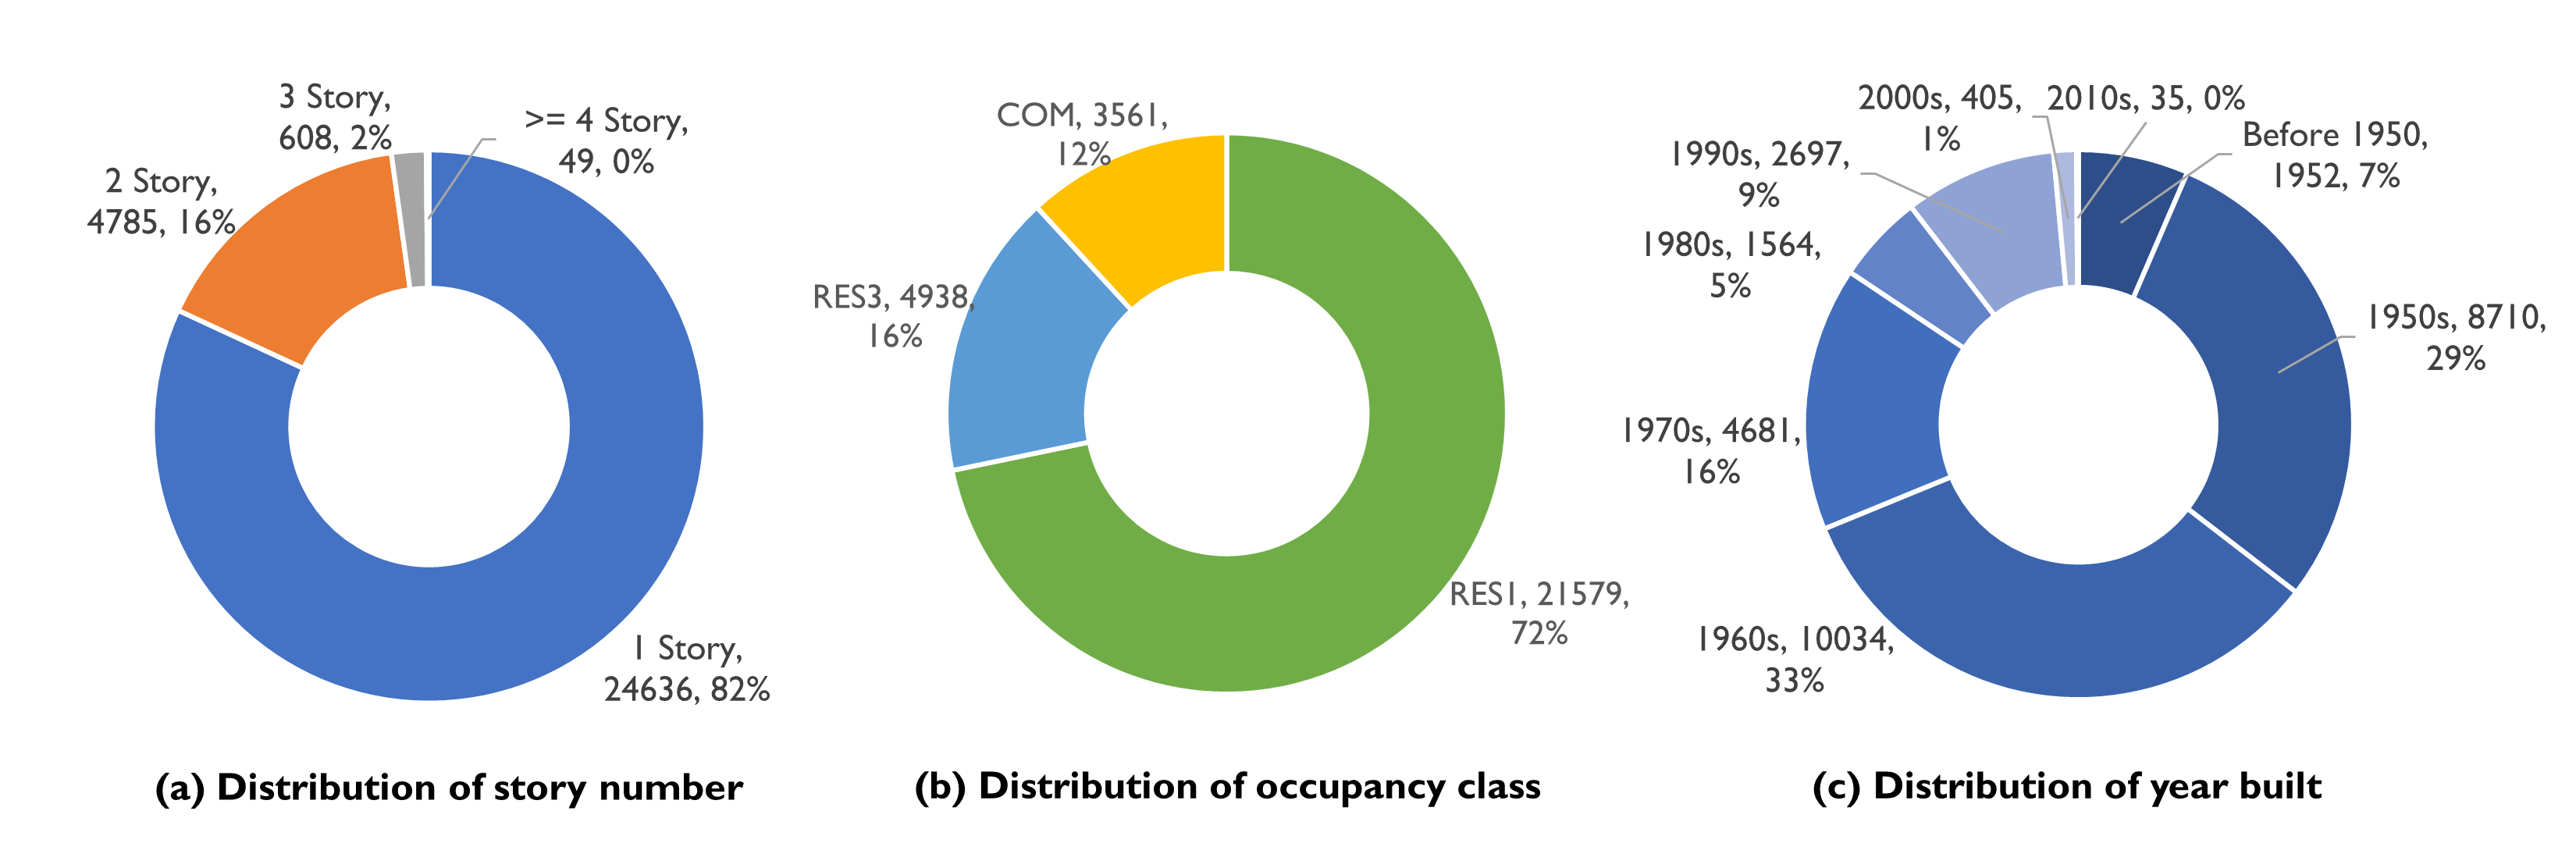 3 Story,
608, 2%
>= 4 Story,
49, 0%
2 Story,
4785, 16%
1 Story,
24636, 82%
(a) Distribution of story number
COM, 3561,
12%
RES3, 4938,
16%
RES1, 21579,
72%
(b) Distribution of occupancy class
2000s, 405,
1%
2010s, 35, 0%
Before 1950,
1952, 7%
1990s, 2697,
9%
1980s, 1564,
5%
1950s, 8710,
29%
1970s, 4681,
16%
1960s, 10034,
33%
(c) Distribution of year built